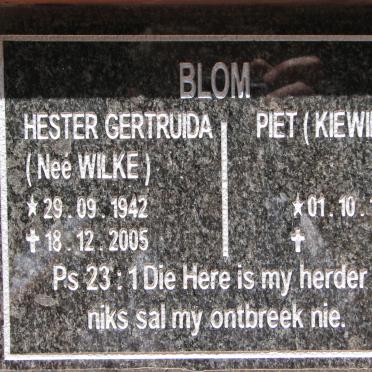 BLOM
HESTER GERTRUIDA
(Neé WILKE)
★ 29.09.1942
✝ 18.12.2005
PIET (KIEWI
★ 01.10.
✝
Ps 23:1 Die Here is my herder
niks sal my ontbreek nie.